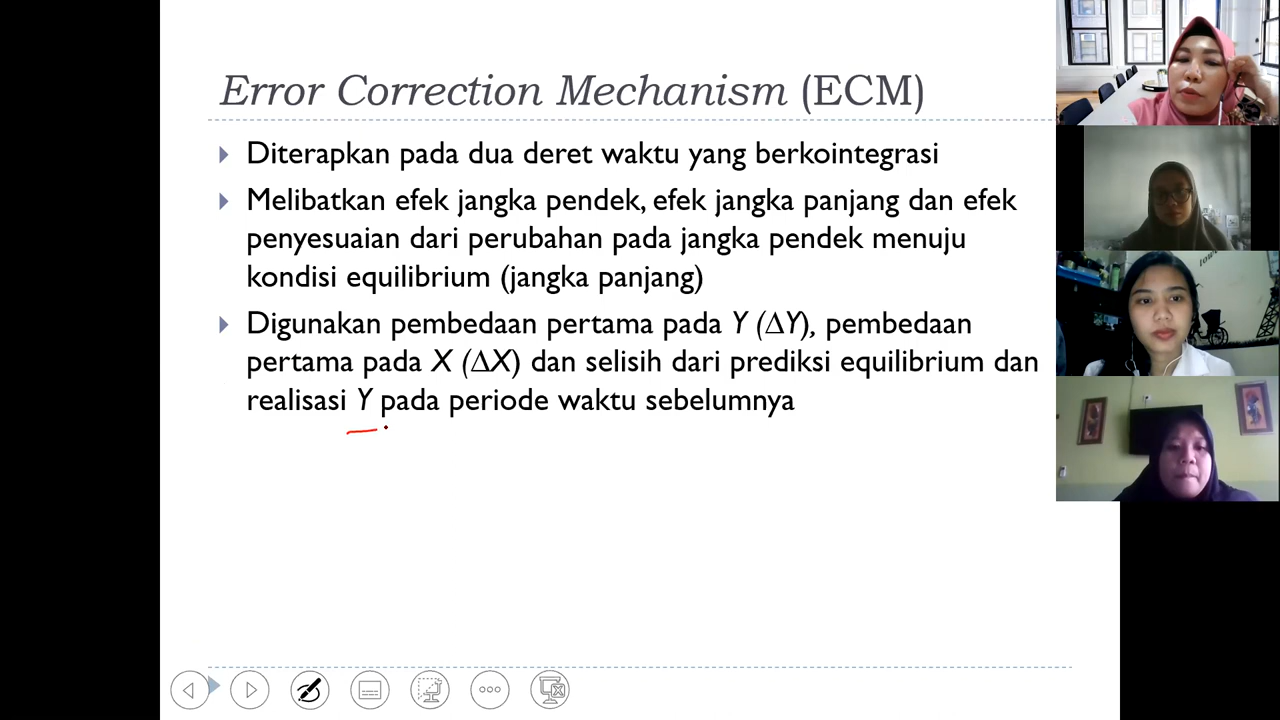 Error Correction Mechanism (ECM)
Diterapkan pada dua deret waktu yang berkointegrasi
Melibatkan efek jangka pendek, efek jangka panjang dan efek
penyesuaian dari perubahan pada jangka pendek menuju
kondisi equilibrium (jangka panjang)
Digunakan pembedaan pertama pada Y (∆Y), pembedaan
pertama pada X (∆X) dan selisih dari prediksi equilibrium dan
realisasi Y pada periode waktu sebelumnya